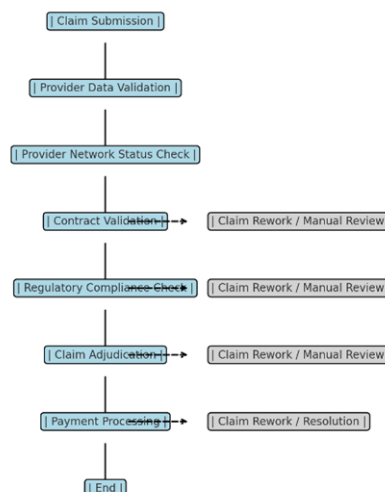 | Claim Submission |
| Provider Data Validation |
| Provider Network Status Check |
| Contract Validation |
| Claim Rework / Manual Review
| Regulatory Compliance Check |
| Claim Rework / Manual Review
| Claim Adjudication |
| Claim Rework / Manual Review
| Payment Processing |
| Claim Rework / Resolution |
| End |